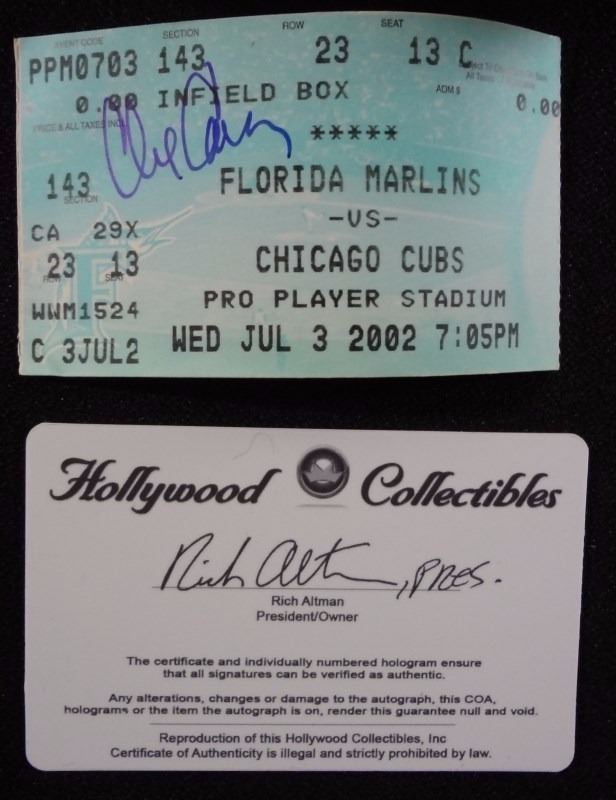 EVENT CODE SECTION ROW SEAT
PPM0703 143 23 13 C
0.00 INFIELD BOX ADM $ 0.00
PRICE & ALL TAXES INCL
*****
143 FLORIDA MARLINS
SECTION
-VS-
CA 29X
CHICAGO CUBS
23 13
ROW SEAT
WWM1524 PRO PLAYER STADIUM
C 3JUL2 WED JUL 3 2002 7:05PM
Hollywood Collectibles
Rich Altman, PRES.
Rich Altman
President/Owner
The certificate and individually numbered hologram ensure
that all signatures can be verified as authentic.
Any alterations, changes or damage to the autograph, this COA,
holograms or the item the autograph is on, render this guarantee null and void.
Reproduction of this Hollywood Collectibles, Inc
Certificate of Authenticity is illegal and strictly prohibited by law.